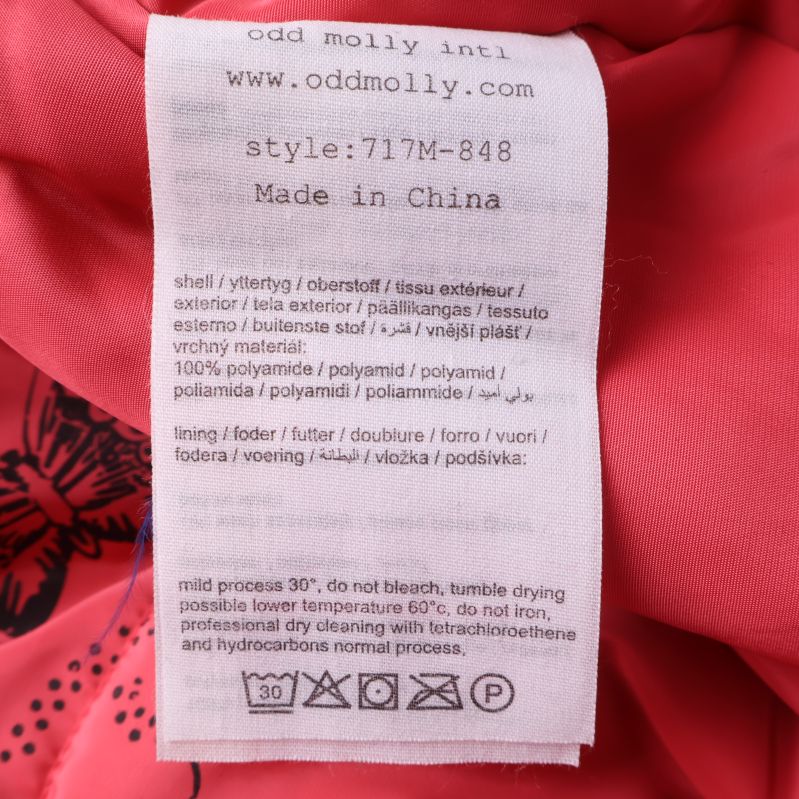 odd molly intl
www.oddmolly.com
style:717M-848
Made in China
shell / yttertyg / oberstoff / tissu extérieur /
exterior / tela exterior / päällikangas / tessuto
esterno / buitenste stof / قشرة / vnější plášť /
vrchný materiál:
100% polyamide / polyamid / polyamid /
poliamida / polyamidi / poliammide / بولي أميد
lining / foder / futter / doublure / forro / vuori /
fodera / voering / البطانة / vložka / podšívka:
mild process 30°, do not bleach, tumble drying
possible lower temperature 60°c, do not iron,
professional dry cleaning with tetrachloroethene
and hydrocarbons normal process.
30
P